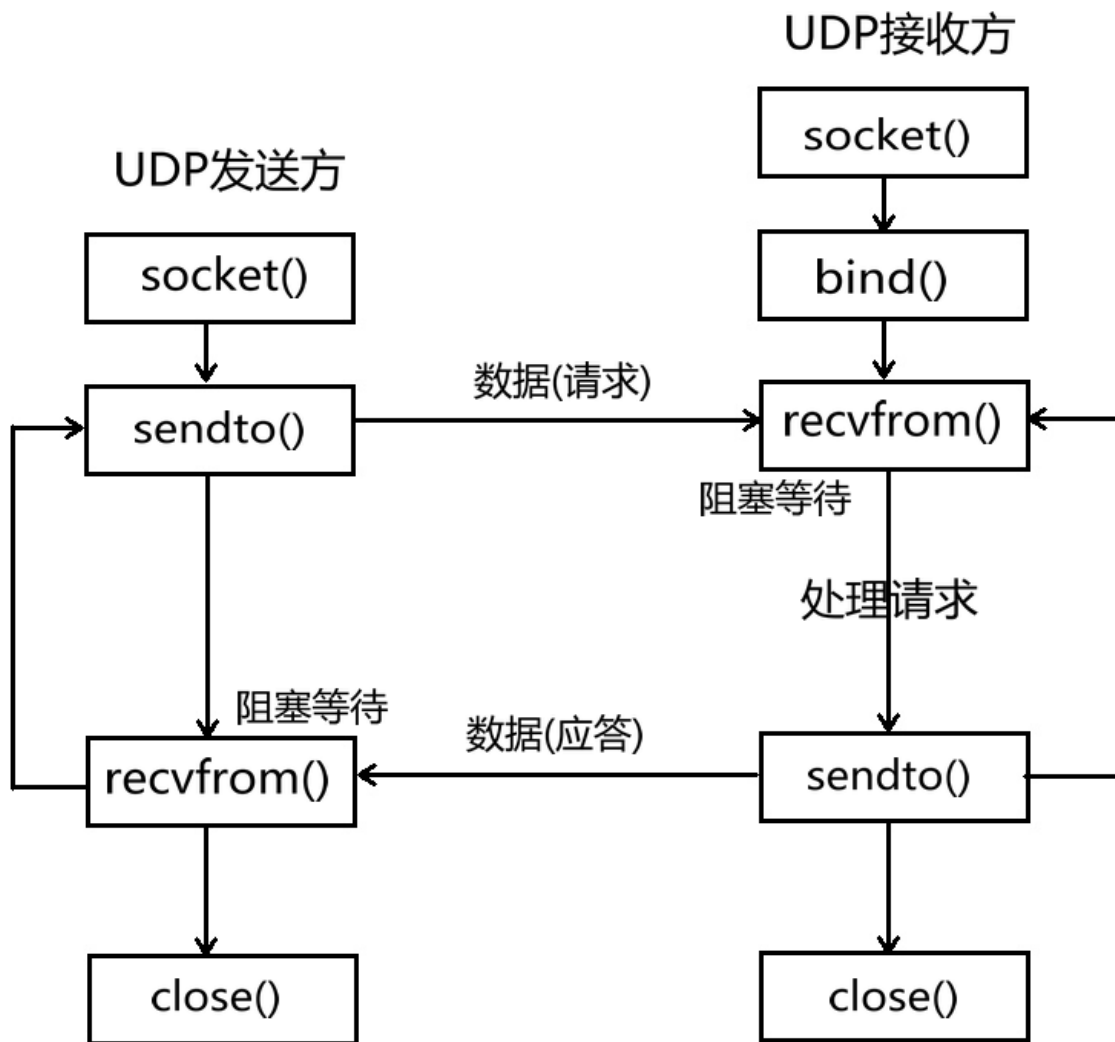 UDP接收方
socket()
UDP发送方
socket()
bind()
数据(请求)
sendto()
recvfrom()
阻塞等待
处理请求
阻塞等待
数据(应答)
recvfrom()
sendto()
close()
close()